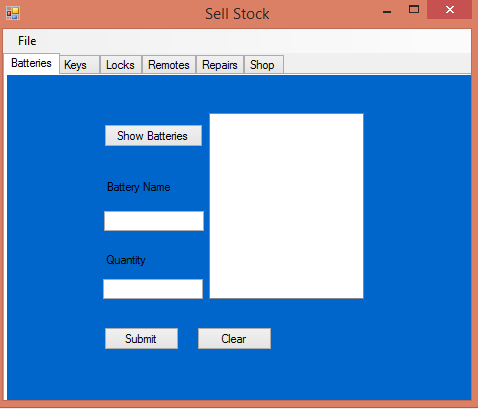 Sell Stock
File
Batteries Keys Locks Remotes Repairs Shop
Show Batteries
Battery Name
Quantity
Submit Clear